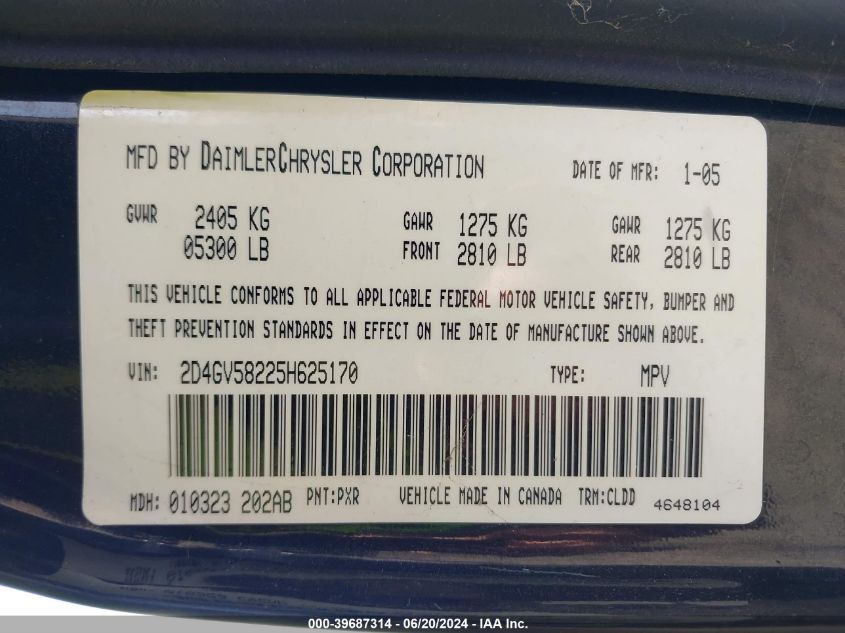 MFD BY DAIMLERCHRYSLER CORPORATION DATE OF MFR: 1-05
GVWR 2405 KG GAWR 1275 KG GAWR 1275 KG
05300 LB FRONT 2810 LB REAR 2810 LB
THIS VEHICLE CONFORMS TO ALL APPLICABLE FEDERAL MOTOR VEHICLE SAFETY, BUMPER AND
THEFT PREVENTION STANDARDS IN EFFECT ON THE DATE OF MANUFACTURE SHOWN ABOVE.
VIN: 2D4GV58225H625170 TYPE: MPV
MDH: 010323 202AB PNT:PXR VEHICLE MADE IN CANADA TRM:CLDD 4648104
000-39687314 - 06/20/2024 - IAA Inc.